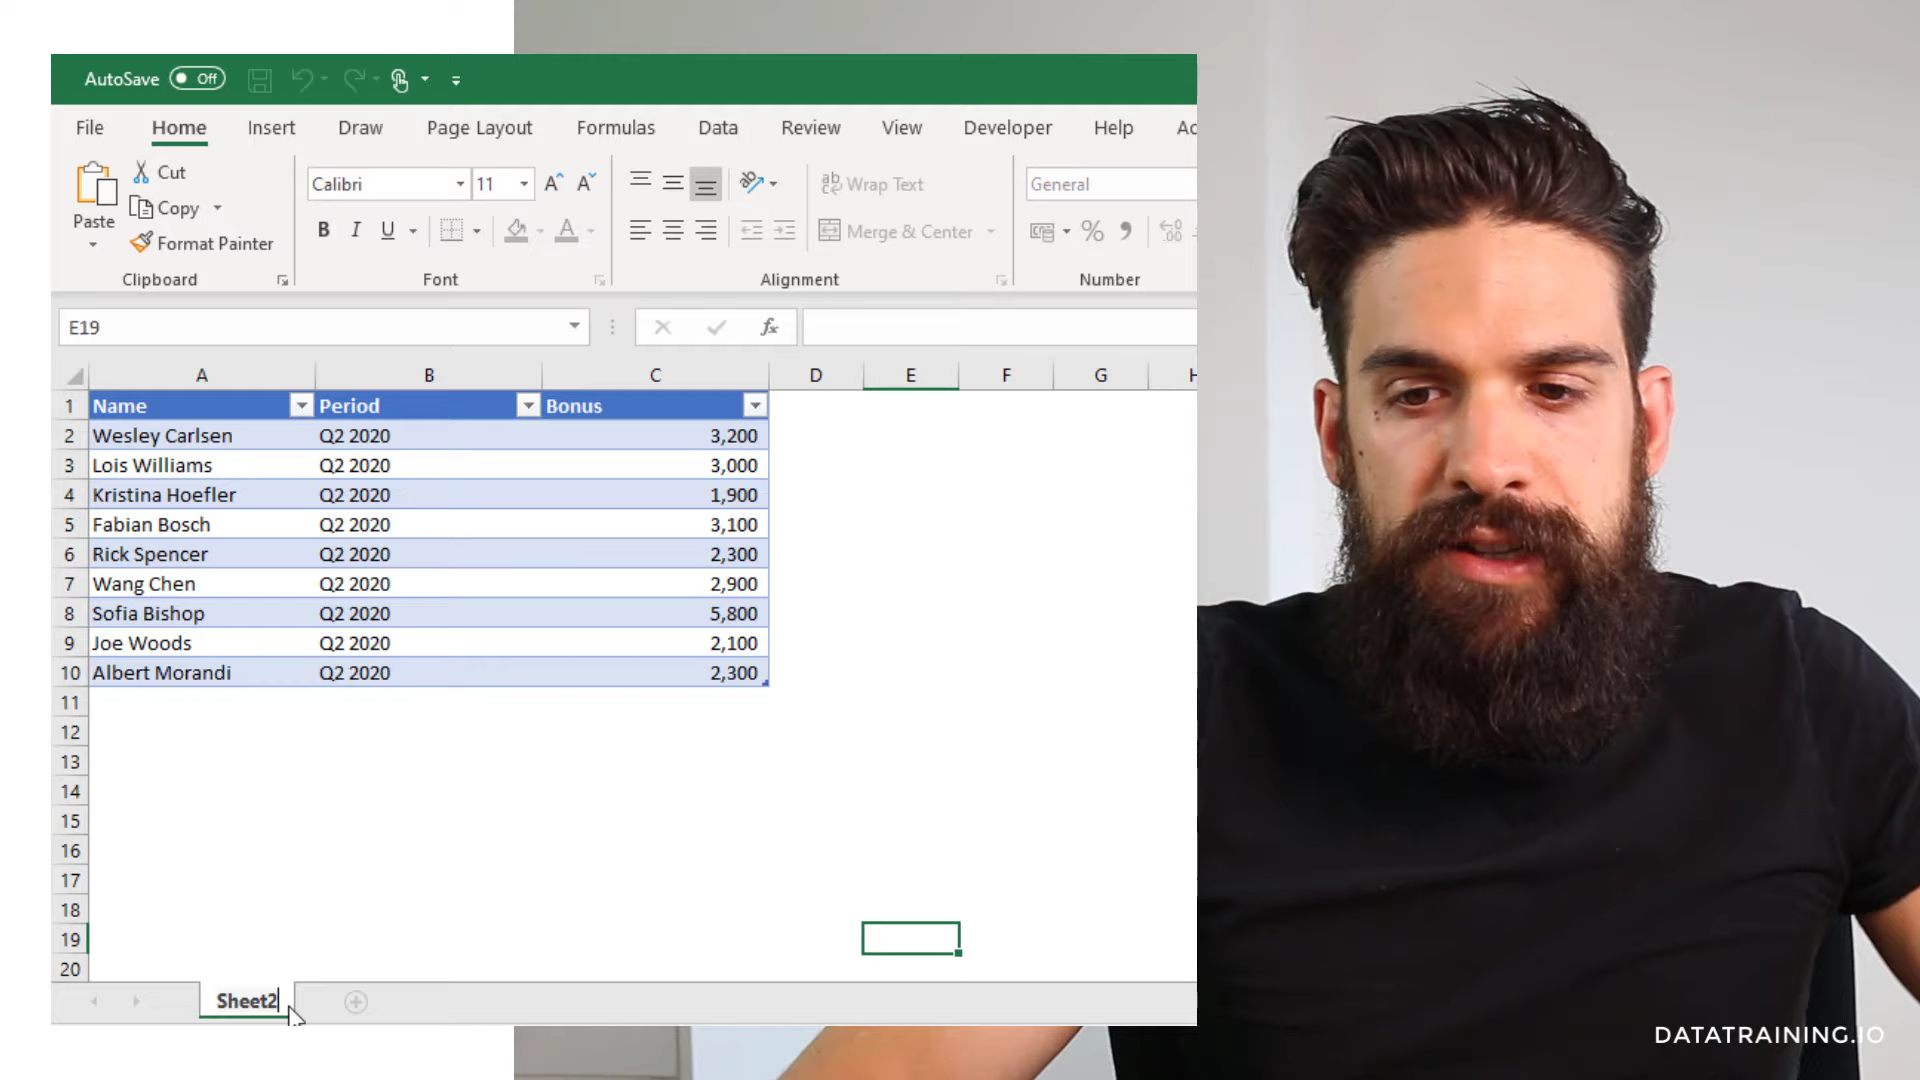 AutoSave Off
File Home Insert Draw Page Layout Formulas Data Review View Developer Help Ac
Paste
Cut
Copy
Format Painter
Clipboard
Calibri 11
B I U
Font
ab Wrap Text
Merge & Center
Alignment
General
%
Number
E19
fx
A B C D E F G H
1 Name Period Bonus
2 Wesley Carlsen Q2 2020 3,200
3 Lois Williams Q2 2020 3,000
4 Kristina Hoefler Q2 2020 1,900
5 Fabian Bosch Q2 2020 3,100
6 Rick Spencer Q2 2020 2,300
7 Wang Chen Q2 2020 2,900
8 Sofia Bishop Q2 2020 5,800
9 Joe Woods Q2 2020 2,100
10 Albert Morandi Q2 2020 2,300
11
12
13
14
15
16
17
18
19
20
Sheet2
DATATRAINING.IO